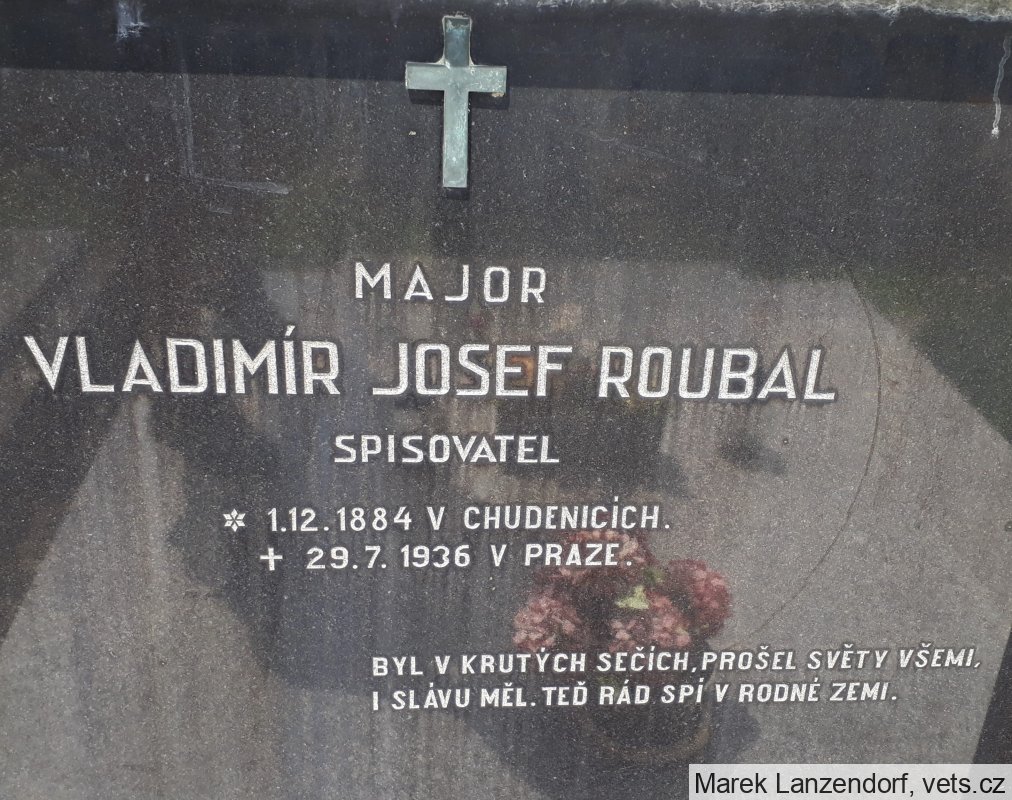 MAJOR
VLADIMÍR JOSEF ROUBAL
SPISOVATEL
* 1.12.1884 V CHUDENICÍCH.
+ 29.7.1936 V PRAZE.
BYL V KRUTÝCH SEČÍCH, PROŠEL SVĚTY VŠEMI,
I SLÁVU MĚL. TEĎ RÁD SPÍ V RODNÉ ZEMI.
Marek Lanzendorf, vets.cz